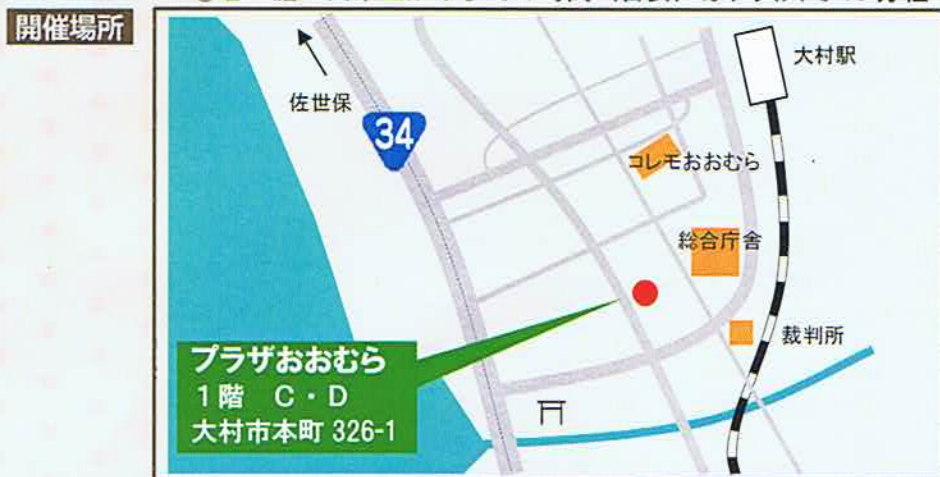 開催場所
大村駅
佐世保
34
コレモおおむら
総合庁舎
裁判所
プラザおおむら
1階 C・D
大村市本町 326-1